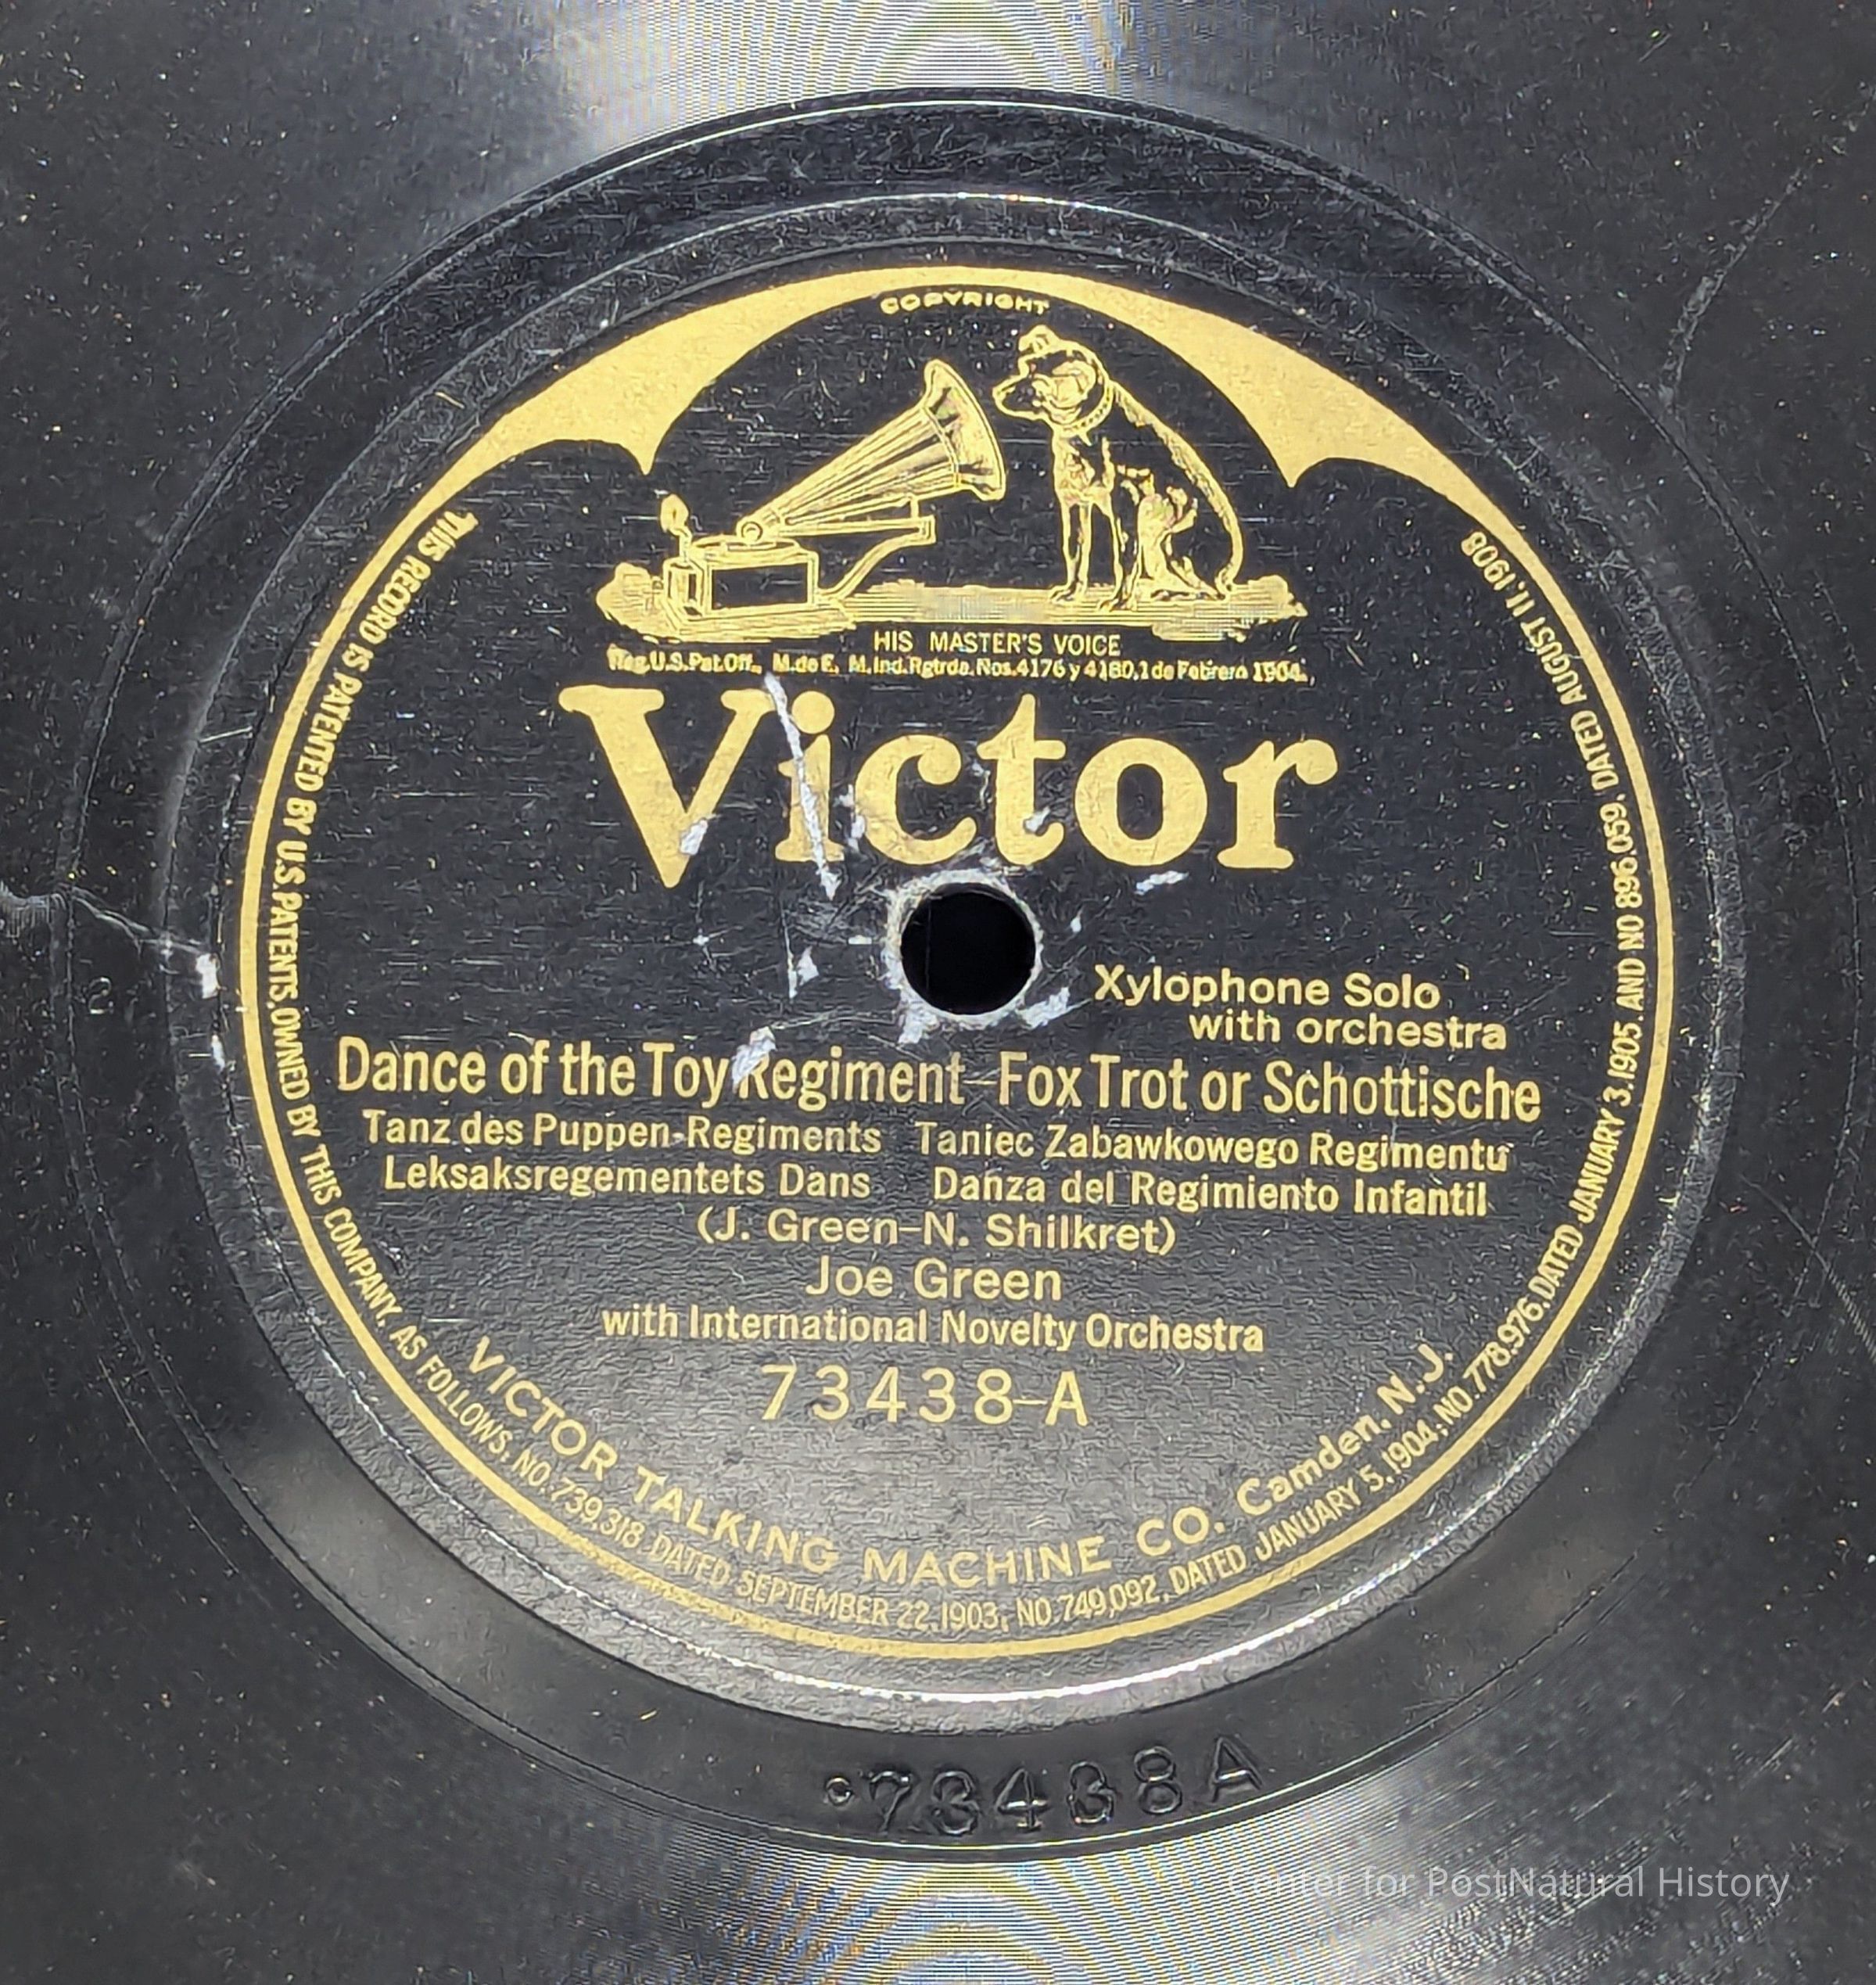 COPYRIGHT
HIS MASTER'S VOICE
Reg.U.S.Pat.Off., M.de E. M.Ind.Rgtrda.Nos.4176 y 4180,1 de Febrero 1904.
Victor
Xylophone Solo
with orchestra
Dance of the Toy Regiment–Fox Trot or Schottische
Tanz des Puppen-Regiments Taniec Zabawkowego Regimentu
Leksaksregementets Dans Danza del Regimiento Infantil
(J. Green–N. Shilkret)
Joe Green
with International Novelty Orchestra
73438–A
VICTOR TALKING MACHINE CO. Camden. N.J.
THIS RECORD IS PATENTED BY U.S. PATENTS, OWNED BY THIS COMPANY, AS FOLLOWS: NO. 739,318 DATED SEPTEMBER 22, 1903; NO. 749,092, DATED JANUARY 5, 1904; NO. 778,976, DATED JANUARY 3, 1905, AND NO 896,059, DATED AUGUST 11, 1908
73438A
Center for PostNatural History